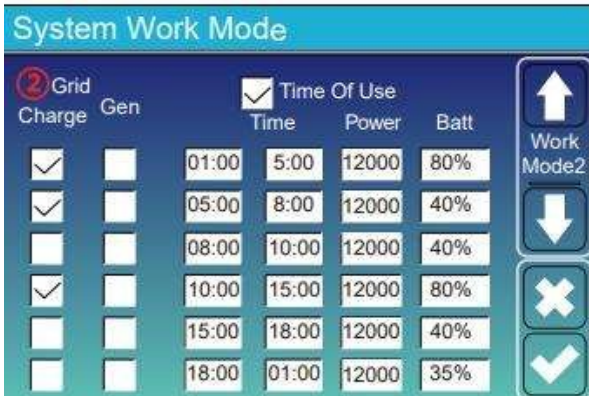 System Work Mode
② Grid Charge Gen
Time Of Use
Time Power Batt
01:00 5:00 12000 80%
05:00 8:00 12000 40%
08:00 10:00 12000 40%
10:00 15:00 12000 80%
15:00 18:00 12000 40%
18:00 01:00 12000 35%
Work
Mode2